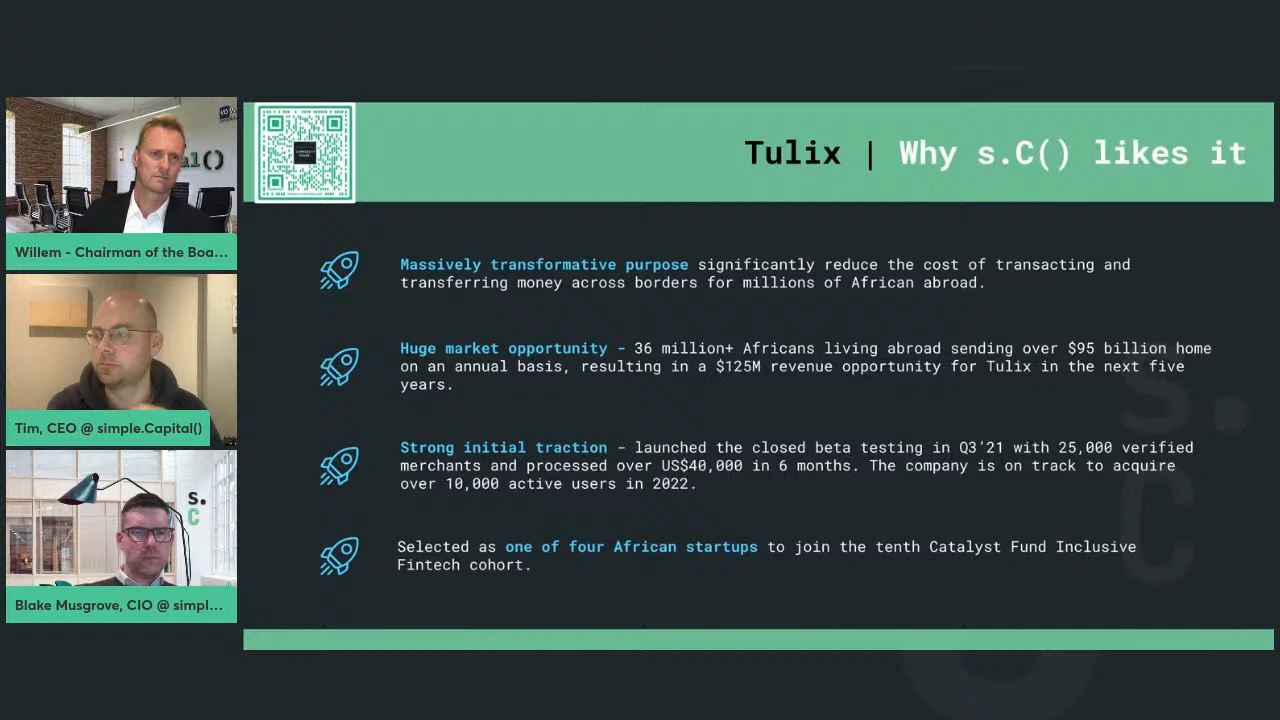 Tulix | Why s.C() likes it
Massively transformative purpose significantly reduce the cost of transacting and
transferring money across borders for millions of African abroad.
Huge market opportunity - 36 million+ Africans living abroad sending over $95 billion home
on an annual basis, resulting in a $125M revenue opportunity for Tulix in the next five
years.
Strong initial traction - launched the closed beta testing in Q3'21 with 25,000 verified
merchants and processed over US$40,000 in 6 months. The company is on track to acquire
over 10,000 active users in 2022.
Selected as one of four African startups to join the tenth Catalyst Fund Inclusive
Fintech cohort.
Willem - Chairman of the Boa...
Tim, CEO @ simple.Capital()
s.
C
Blake Musgrove, CIO @ simpl...
s.
C